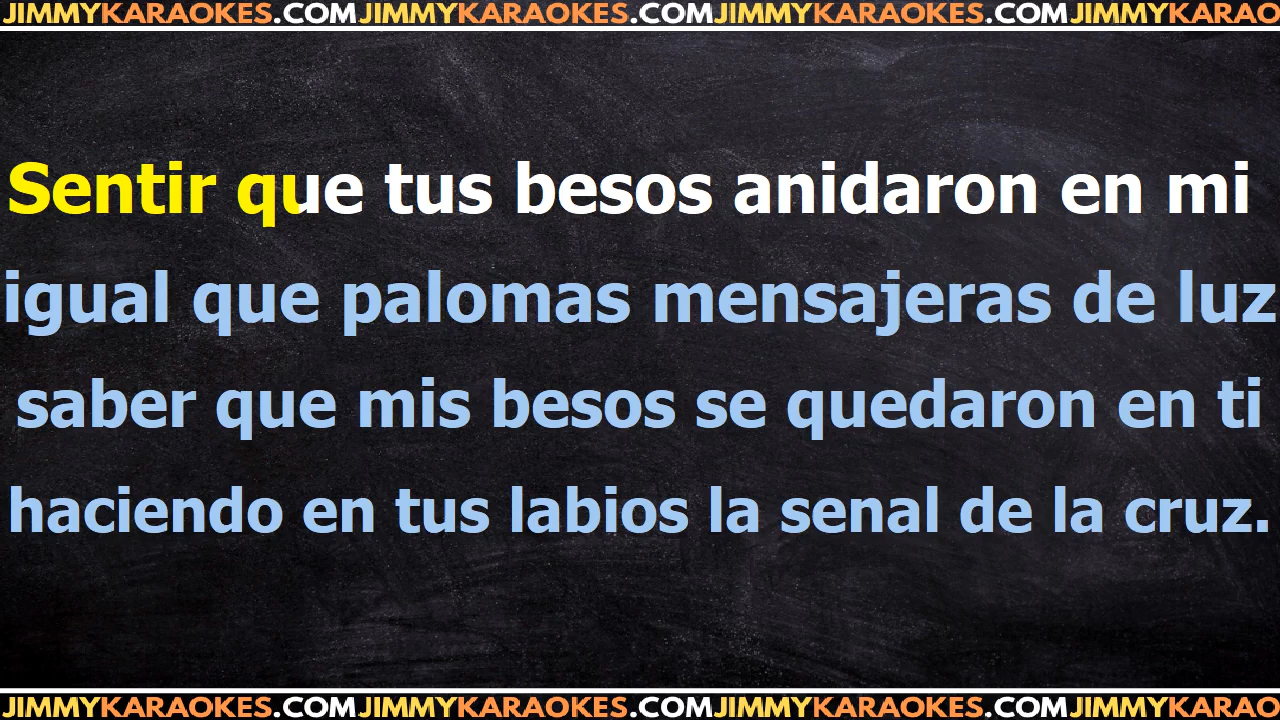 JIMMYKARAOKES.COMJIMMYKARAOKES.COMJIMMYKARAOKES.COMJIMMYKARAO
Sentir que tus besos anidaron en mi
igual que palomas mensajeras de luz
saber que mis besos se quedaron en ti
haciendo en tus labios la senal de la cruz.
JIMMYKARAOKES.COMJIMMYKARAOKES.COMJIMMYKARAOKES.COMJIMMYKARAO